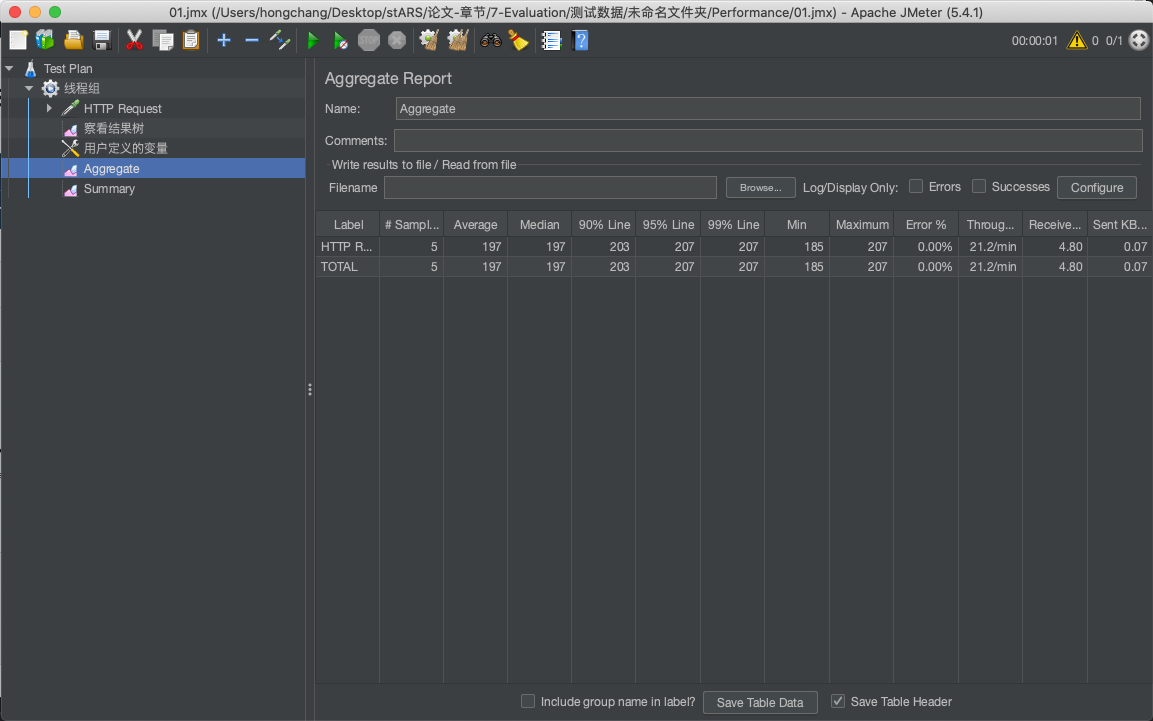 01.jmx (/Users/hongchang/Desktop/stARS/论文-章节/7-Evaluation/测试数据/未命名文件夹/Performance/01.jmx) - Apache JMeter (5.4.1)
STOP
00:00:01 0 0/1
Test Plan
线程组
HTTP Request
察看结果树
用户定义的变量
Aggregate
Summary
Aggregate Report
Name: Aggregate
Comments:
Write results to file / Read from file
Filename Browse... Log/Display Only: Errors Successes Configure
Label # Sampl... Average Median 90% Line 95% Line 99% Line Min Maximum Error % Throug... Receive... Sent KB...
HTTP R... 5 197 197 203 207 207 185 207 0.00% 21.2/min 4.80 0.07
TOTAL 5 197 197 203 207 207 185 207 0.00% 21.2/min 4.80 0.07
Include group name in label? Save Table Data Save Table Header